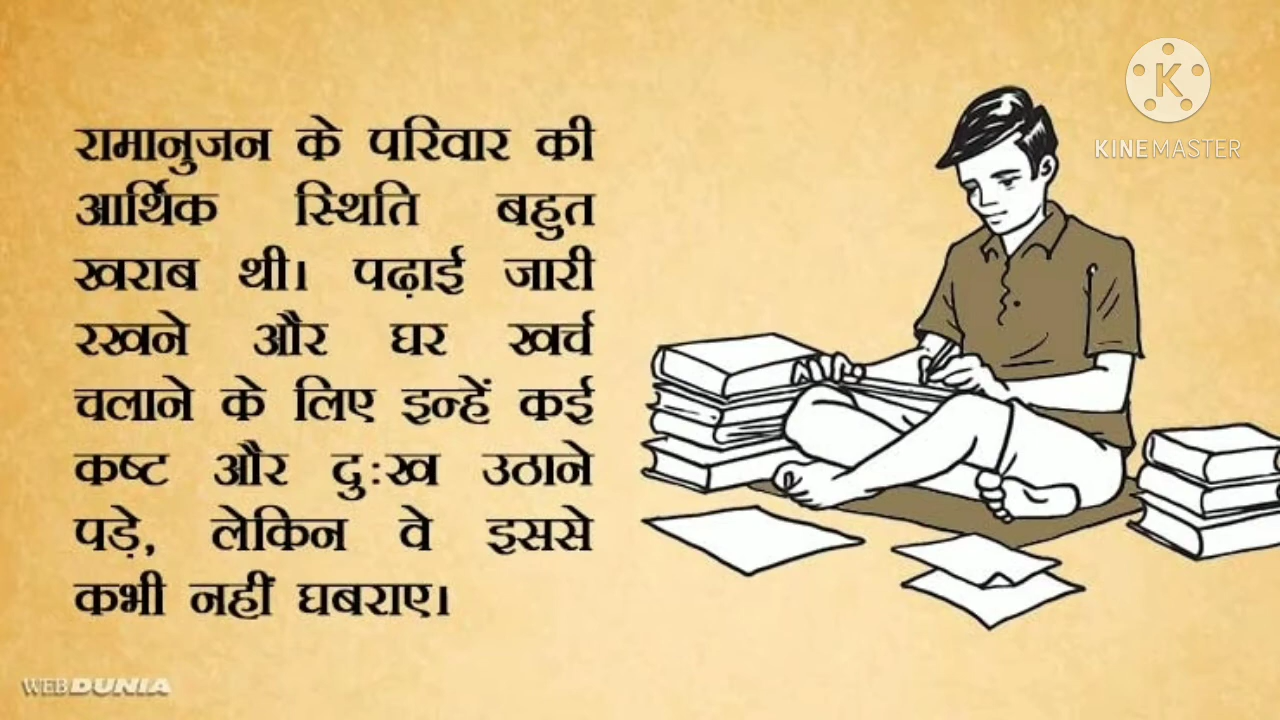 रामानुजन के परिवार की
आर्थिक स्थिति बहुत
खराब थी। पढ़ाई जारी
रखने और घर खर्च
चलाने के लिए इन्हें कई
कष्ट और दुःख उठाने
पड़े, लेकिन वे इससे
कभी नहीं घबराए।
K
KINEMASTER
WEBDUNIA